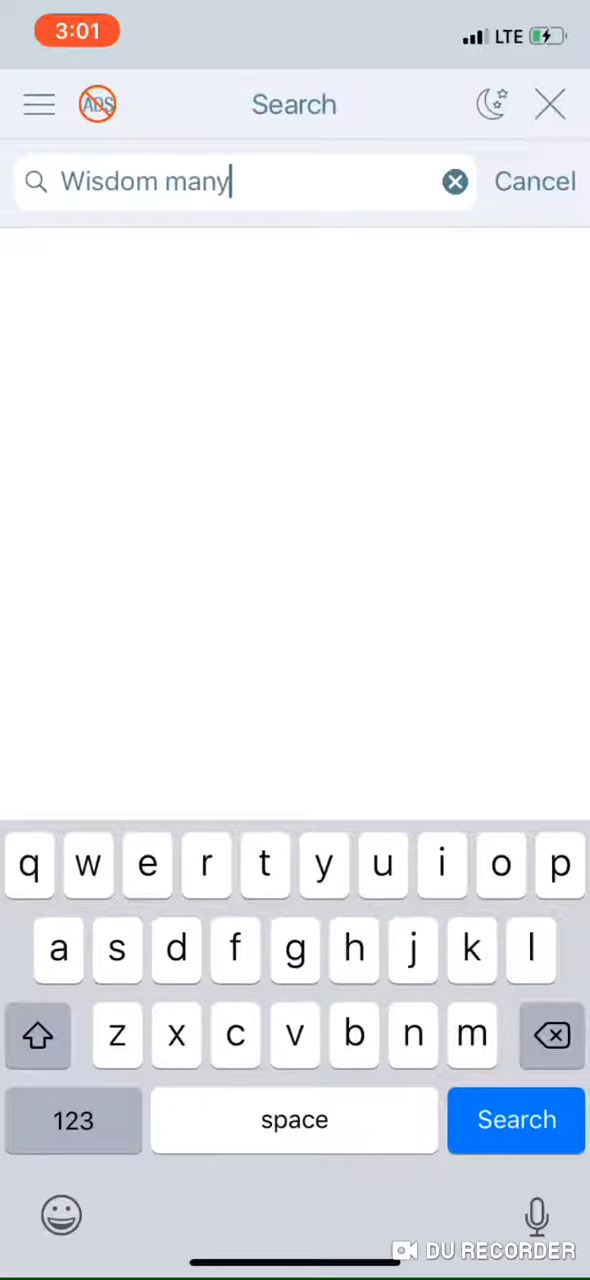 3:01
LTE
ADS
Search
Wisdom many
Cancel
q w e r t y u i o p
a s d f g h j k l
z x c v b n m
123
space
Search
DU RECORDER